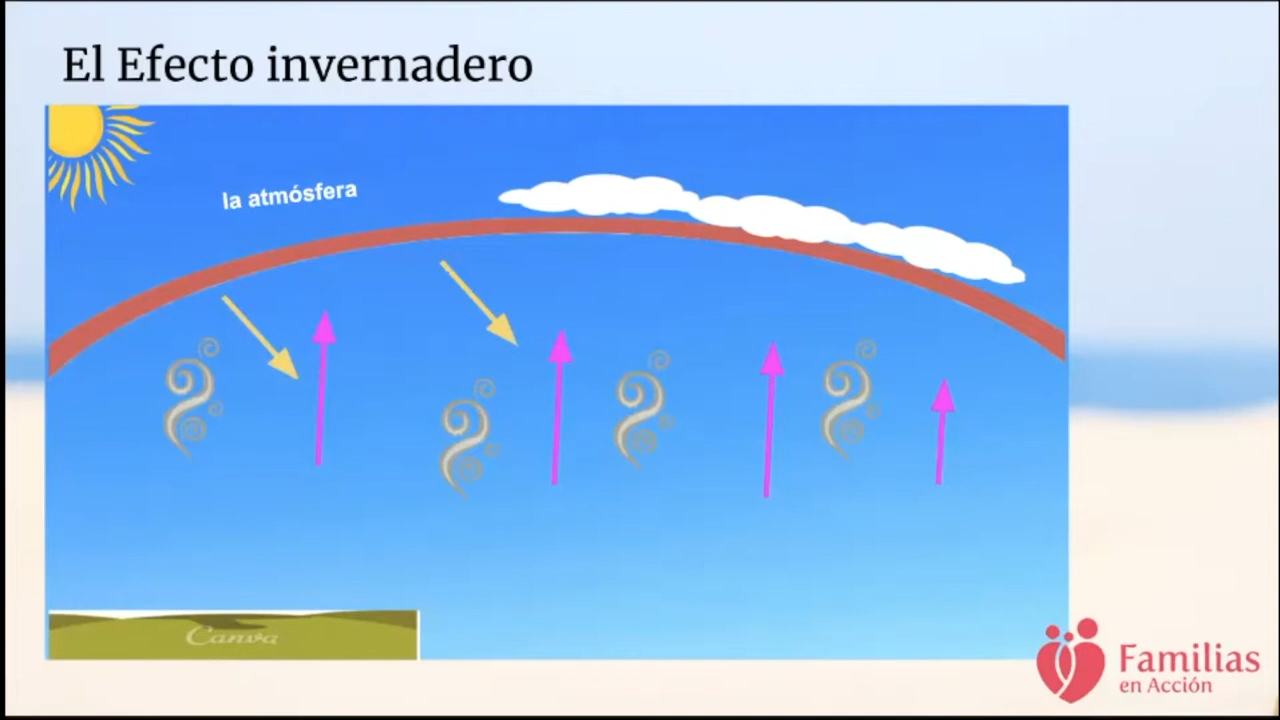 El Efecto invernadero
la atmósfera
Canva
Familias
en Acción